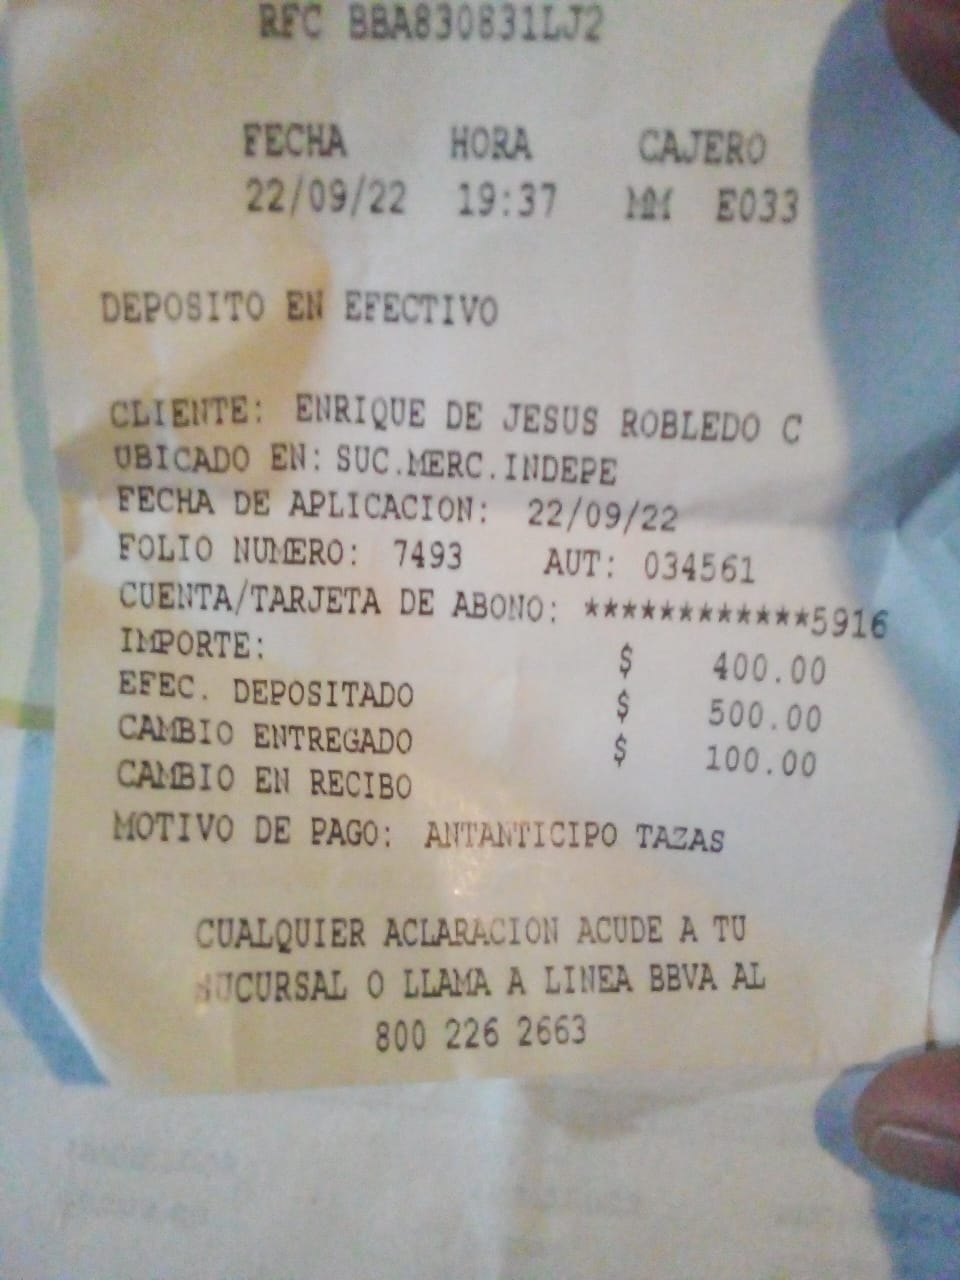 RFC BBA830831LJ2
FECHA HORA CAJERO
22/09/22 19:37 MM E033
DEPOSITO EN EFECTIVO
CLIENTE: ENRIQUE DE JESUS ROBLEDO C
UBICADO EN: SUC.MERC.INDEPE
FECHA DE APLICACION: 22/09/22
FOLIO NUMERO: 7493 AUT: 034561
CUENTA/TARJETA DE ABONO: ************5916
IMPORTE: $ 400.00
EFEC. DEPOSITADO $ 500.00
CAMBIO ENTREGADO $ 100.00
CAMBIO EN RECIBO
MOTIVO DE PAGO: ANTANTICIPO TAZAS
CUALQUIER ACLARACION ACUDE A TU
SUCURSAL O LLAMA A LINEA BBVA AL
800 226 2663